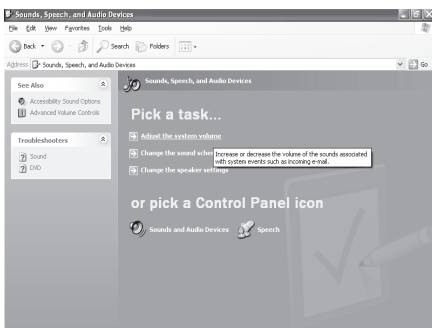 Sounds, Speech, and Audio Devices
File Edit View Favorites Tools Help
Back Search Folders
Address Sounds, Speech, and Audio Devices Go
See Also
Accessibility Sound Options
Advanced Volume Controls
Troubleshooters
Sound
DVD
Sounds, Speech, and Audio Devices
Pick a task...
Adjust the system volume
Change the sound schem
Increase or decrease the volume of the sounds associated
with system events such as incoming e-mail.
Change the speaker settings
or pick a Control Panel icon
Sounds and Audio Devices Speech